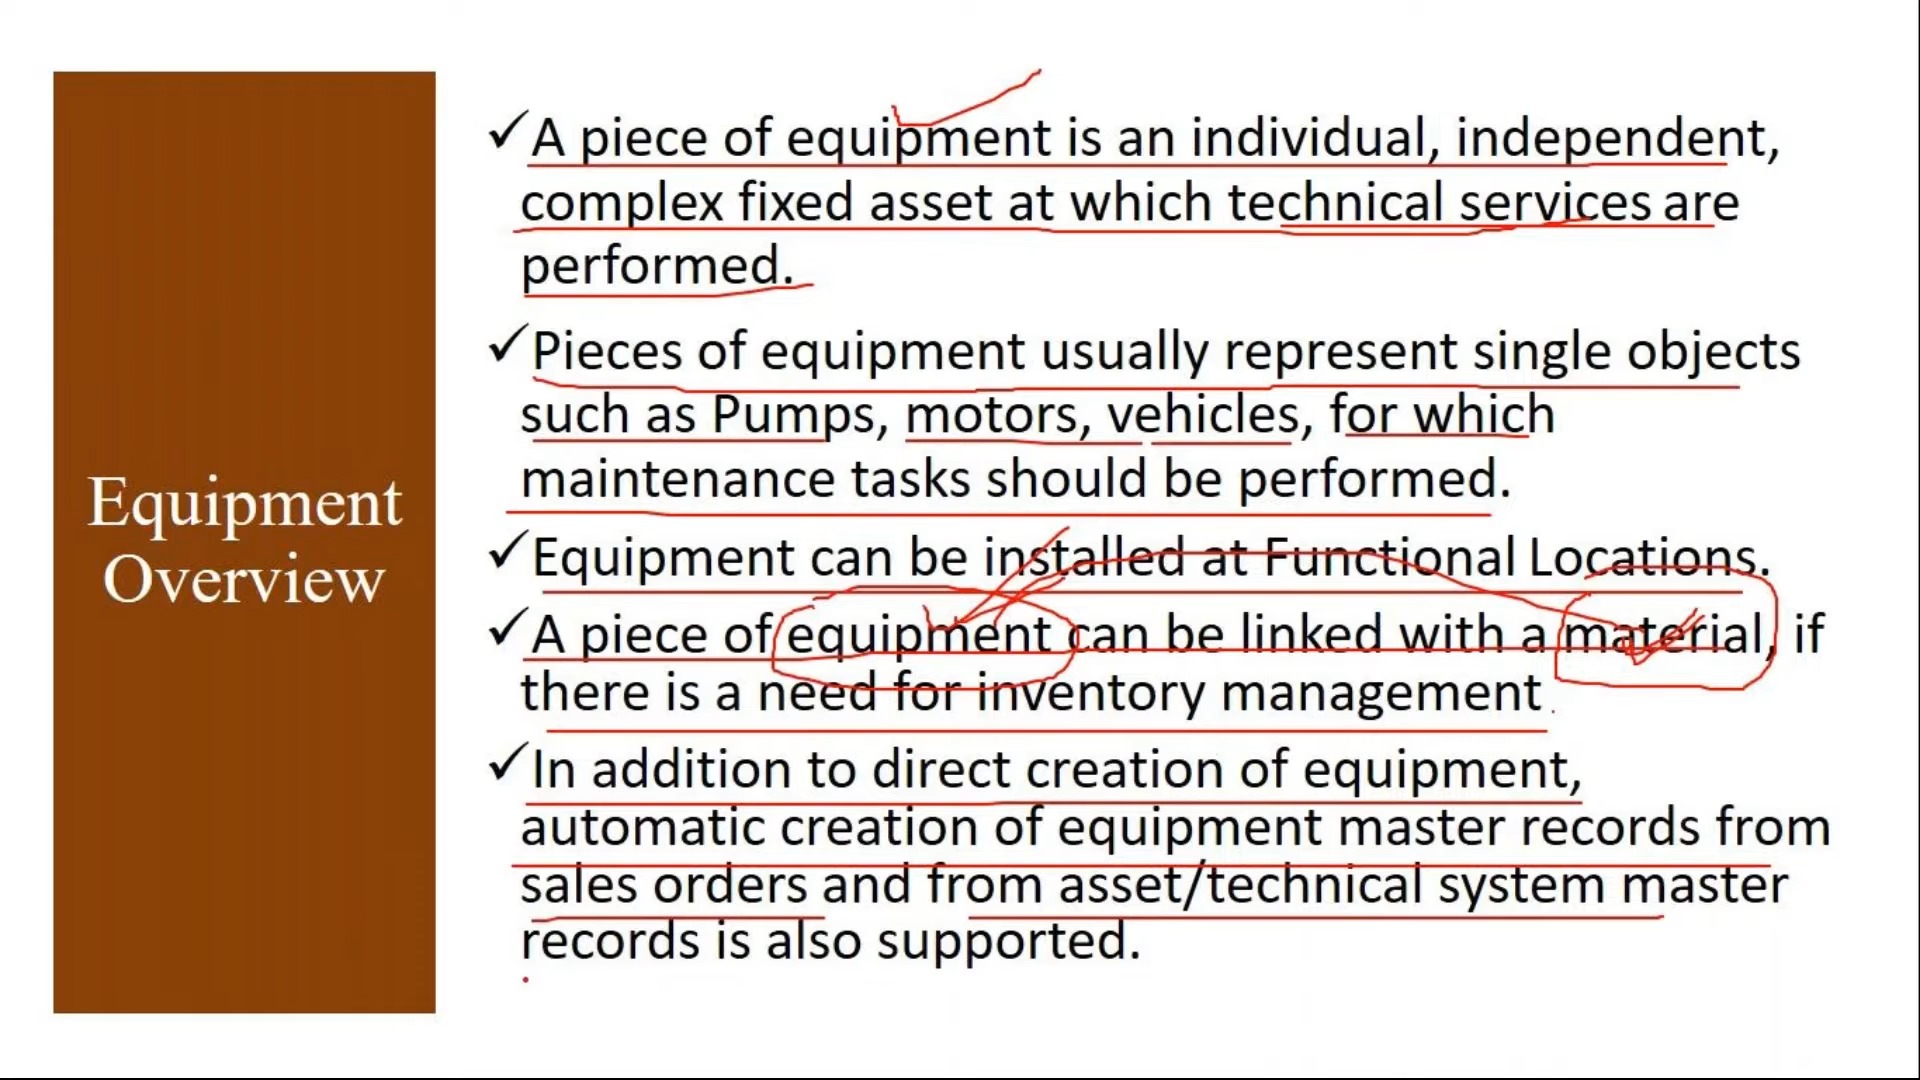 Equipment
Overview
✓A piece of equipment is an individual, independent,
complex fixed asset at which technical services are
performed.
✓Pieces of equipment usually represent single objects
such as Pumps, motors, vehicles, for which
maintenance tasks should be performed.
✓Equipment can be installed at Functional Locations.
✓A piece of equipment can be linked with a material, if
there is a need for inventory management
✓In addition to direct creation of equipment,
automatic creation of equipment master records from
sales orders and from asset/technical system master
records is also supported.